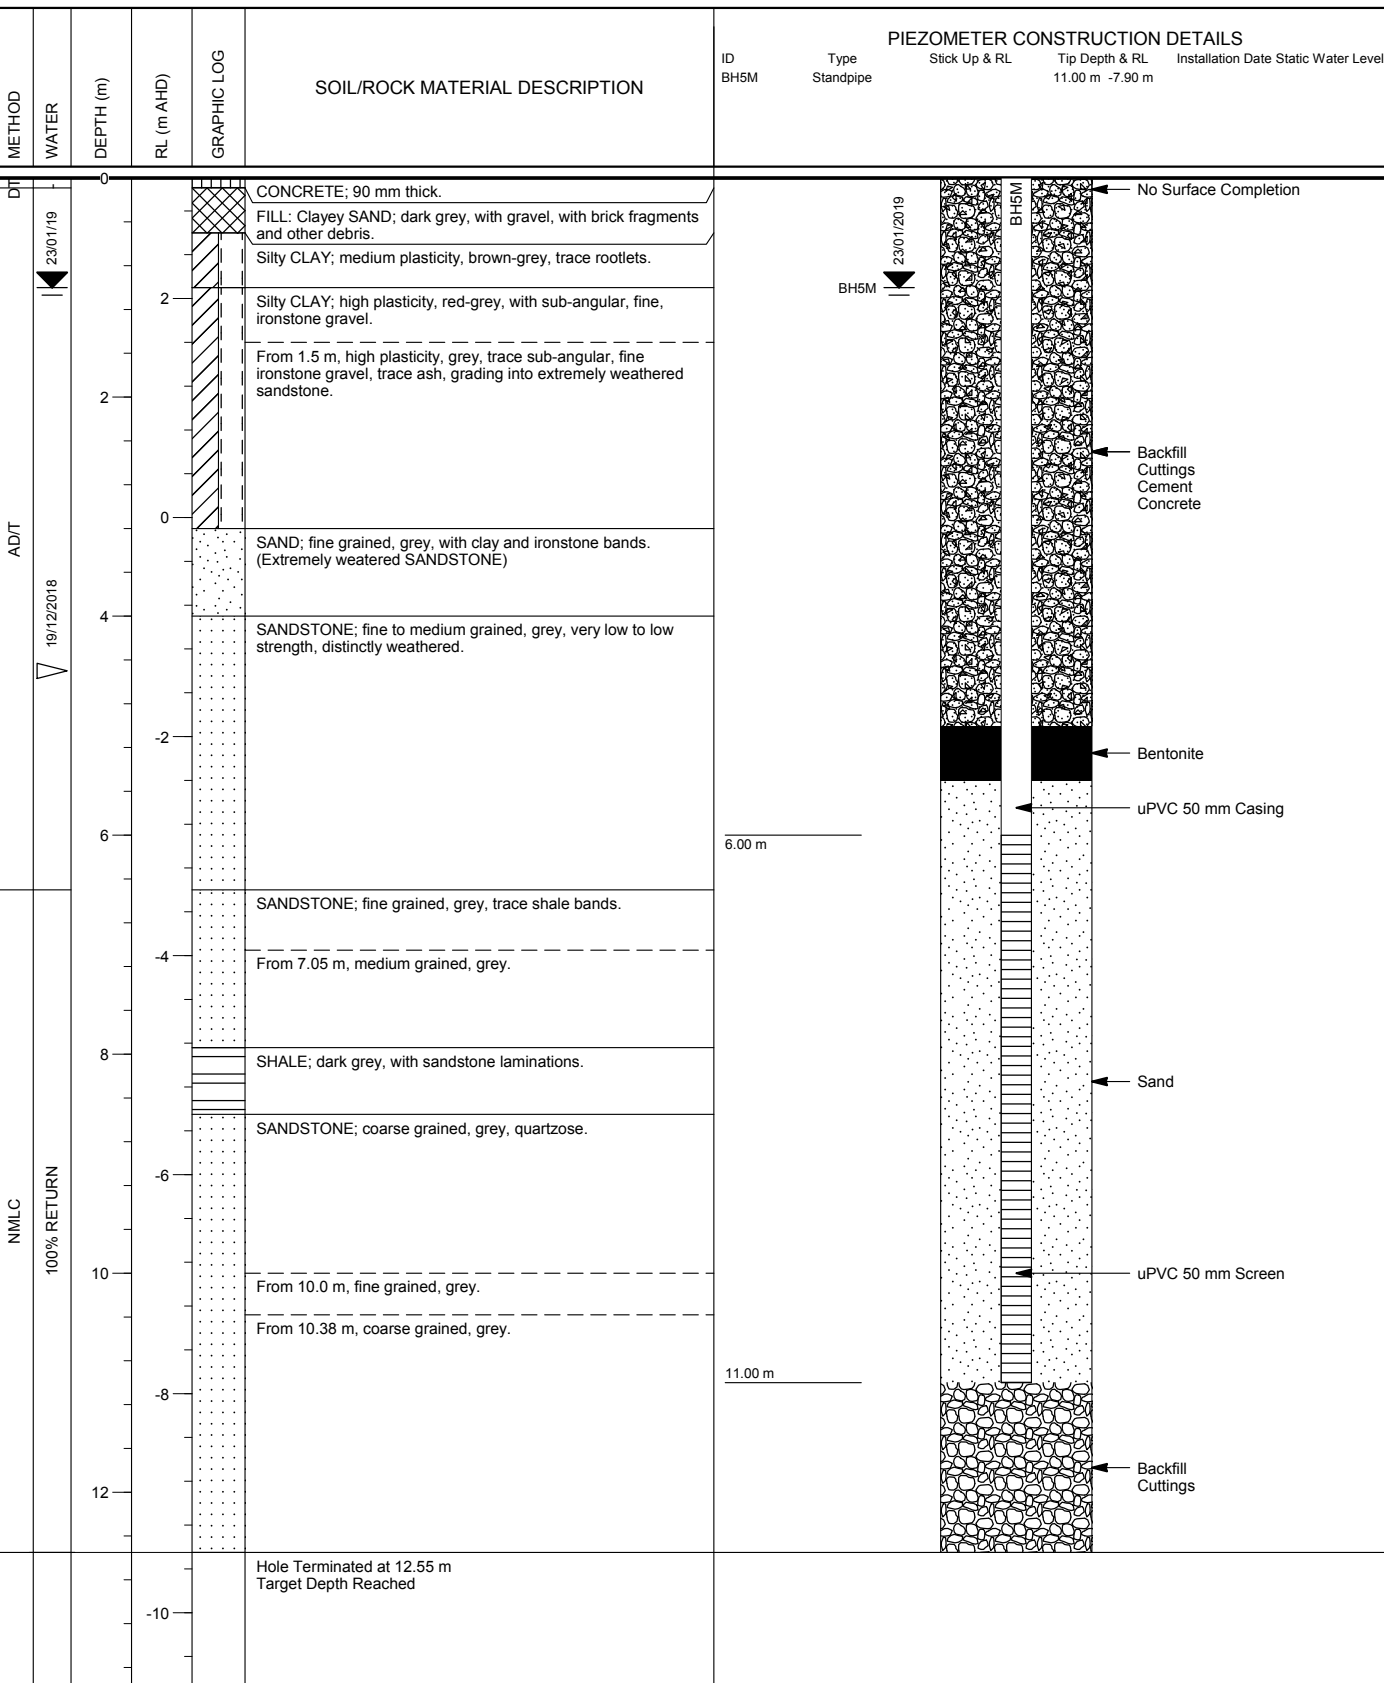 PIEZOMETER CONSTRUCTION DETAILS
METHOD
WATER
DEPTH (m)
RL (m AHD)
GRAPHIC LOG
SOIL/ROCK MATERIAL DESCRIPTION
ID Type Stick Up & RL Tip Depth & RL Installation Date Static Water Level
BH5M Standpipe 11.00 m -7.90 m
DT
-
0
CONCRETE; 90 mm thick.
FILL: Clayey SAND; dark grey, with gravel, with brick fragments
and other debris.
Silty CLAY; medium plasticity, brown-grey, trace rootlets.
23/01/19
2
Silty CLAY; high plasticity, red-grey, with sub-angular, fine,
ironstone gravel.
From 1.5 m, high plasticity, grey, trace sub-angular, fine
ironstone gravel, trace ash, grading into extremely weathered
sandstone.
2
0
AD/T
SAND; fine grained, grey, with clay and ironstone bands.
(Extremely weatered SANDSTONE)
19/12/2018
4
SANDSTONE; fine to medium grained, grey, very low to low
strength, distinctly weathered.
-2
6
SANDSTONE; fine grained, grey, trace shale bands.
-4
From 7.05 m, medium grained, grey.
8
SHALE; dark grey, with sandstone laminations.
SANDSTONE; coarse grained, grey, quartzose.
-6
NMLC
100% RETURN
10
From 10.0 m, fine grained, grey.
From 10.38 m, coarse grained, grey.
-8
12
Hole Terminated at 12.55 m
Target Depth Reached
-10
BH5M
No Surface Completion
23/01/2019
BH5M
Backfill
Cuttings
Cement
Concrete
Bentonite
uPVC 50 mm Casing
6.00 m
Sand
uPVC 50 mm Screen
11.00 m
Backfill
Cuttings